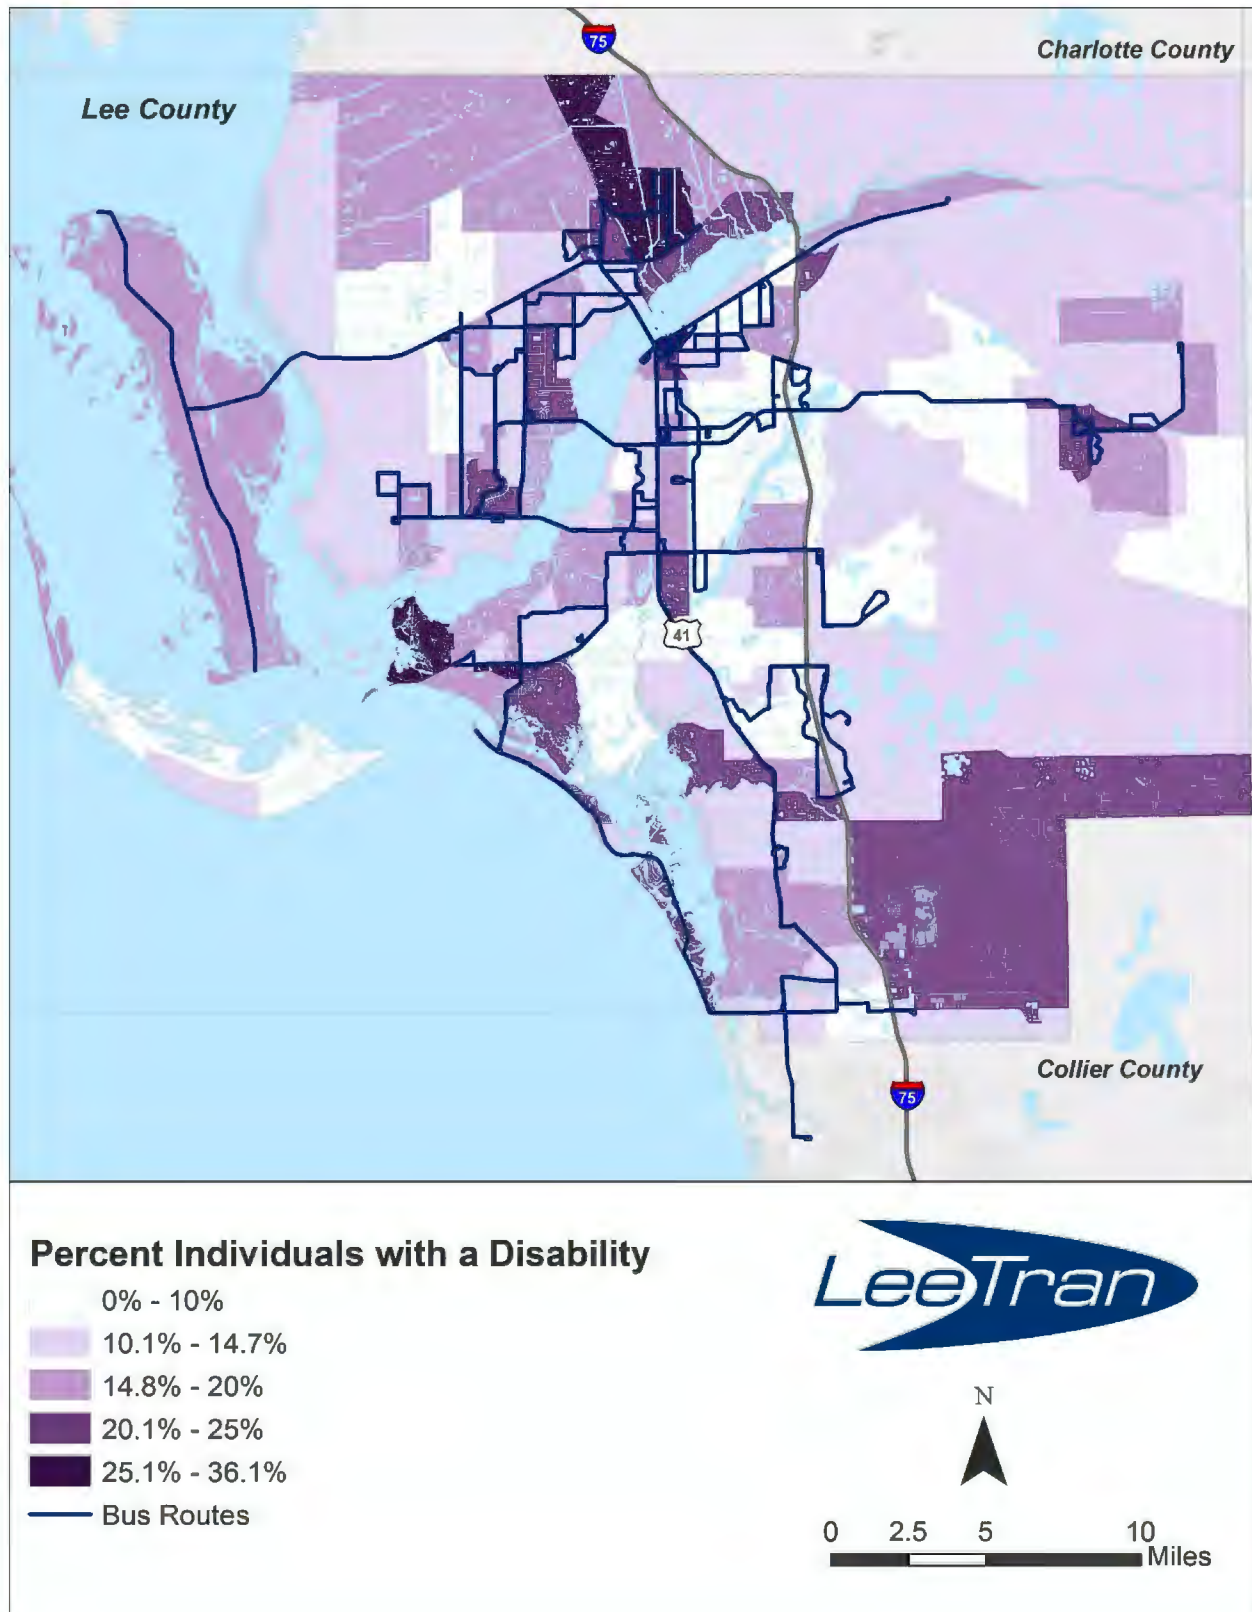 75
Charlotte County
Lee County
41
Collier County
75
Percent Individuals with a Disability
0% - 10%
10.1% - 14.7%
14.8% - 20%
20.1% - 25%
25.1% - 36.1%
Bus Routes
LeeTran
N
0 2.5 5 10
Miles